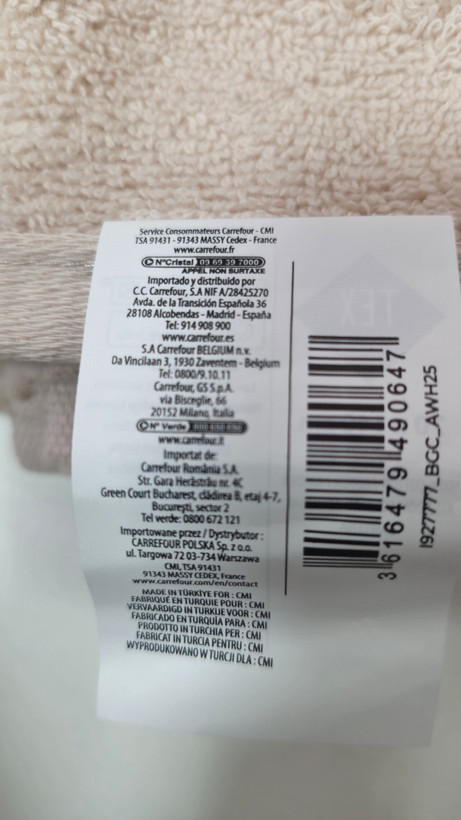 Service Consommateurs Carrefour - CMI
TSA 91431 - 91343 MASSY Cedex - France
www.carrefour.fr
N°Cristal 09 69 39 7000
APPEL NON SURTAXE
Importado y distribuido por
C.C. Carrefour, S.A NIF A/28425270
Avda. de la Transición Española 36
28108 Alcobendas - Madrid - España
Tel: 914 908 900
www.carrefour.es
S.A Carrefour BELGIUM n.v.
Da Vincilaan 3, 1930 Zaventem - Belgium
Tel: 0800/9.10.11
Carrefour, GS S.p.A.
via Bisceglie, 66
20152 Milano, Italia
N° Verde
www.carrefour.it
Importat de:
Carrefour România S.A.
Str. Gara Herăstrău nr. 4C
Green Court Bucharest, clădirea B, etaj 4-7,
București, sector 2
Tel verde: 0800 672 121
Importowane przez / Dystrybutor :
CARREFOUR POLSKA Sp. z o.o.
ul. Targowa 72 03-734 Warszawa
CMI, TSA 91431
91343 MASSY CEDEX, France
www.carrefour.com/en/contact
MADE IN TÜRKİYE FOR : CMI
FABRIQUÉ EN TURQUIE POUR : CMI
VERVAARDIGD IN TURKIJE VOOR : CMI
FABRICADO EN TURQUÍA PARA : CMI
PRODOTTO IN TURCHIA PER : CMI
FABRICAT IN TURCIA PENTRU : CMI
WYPRODUKOWANO W TURCJI DLA : CMI
3 616479 490647
I927777_BGC_AWH25